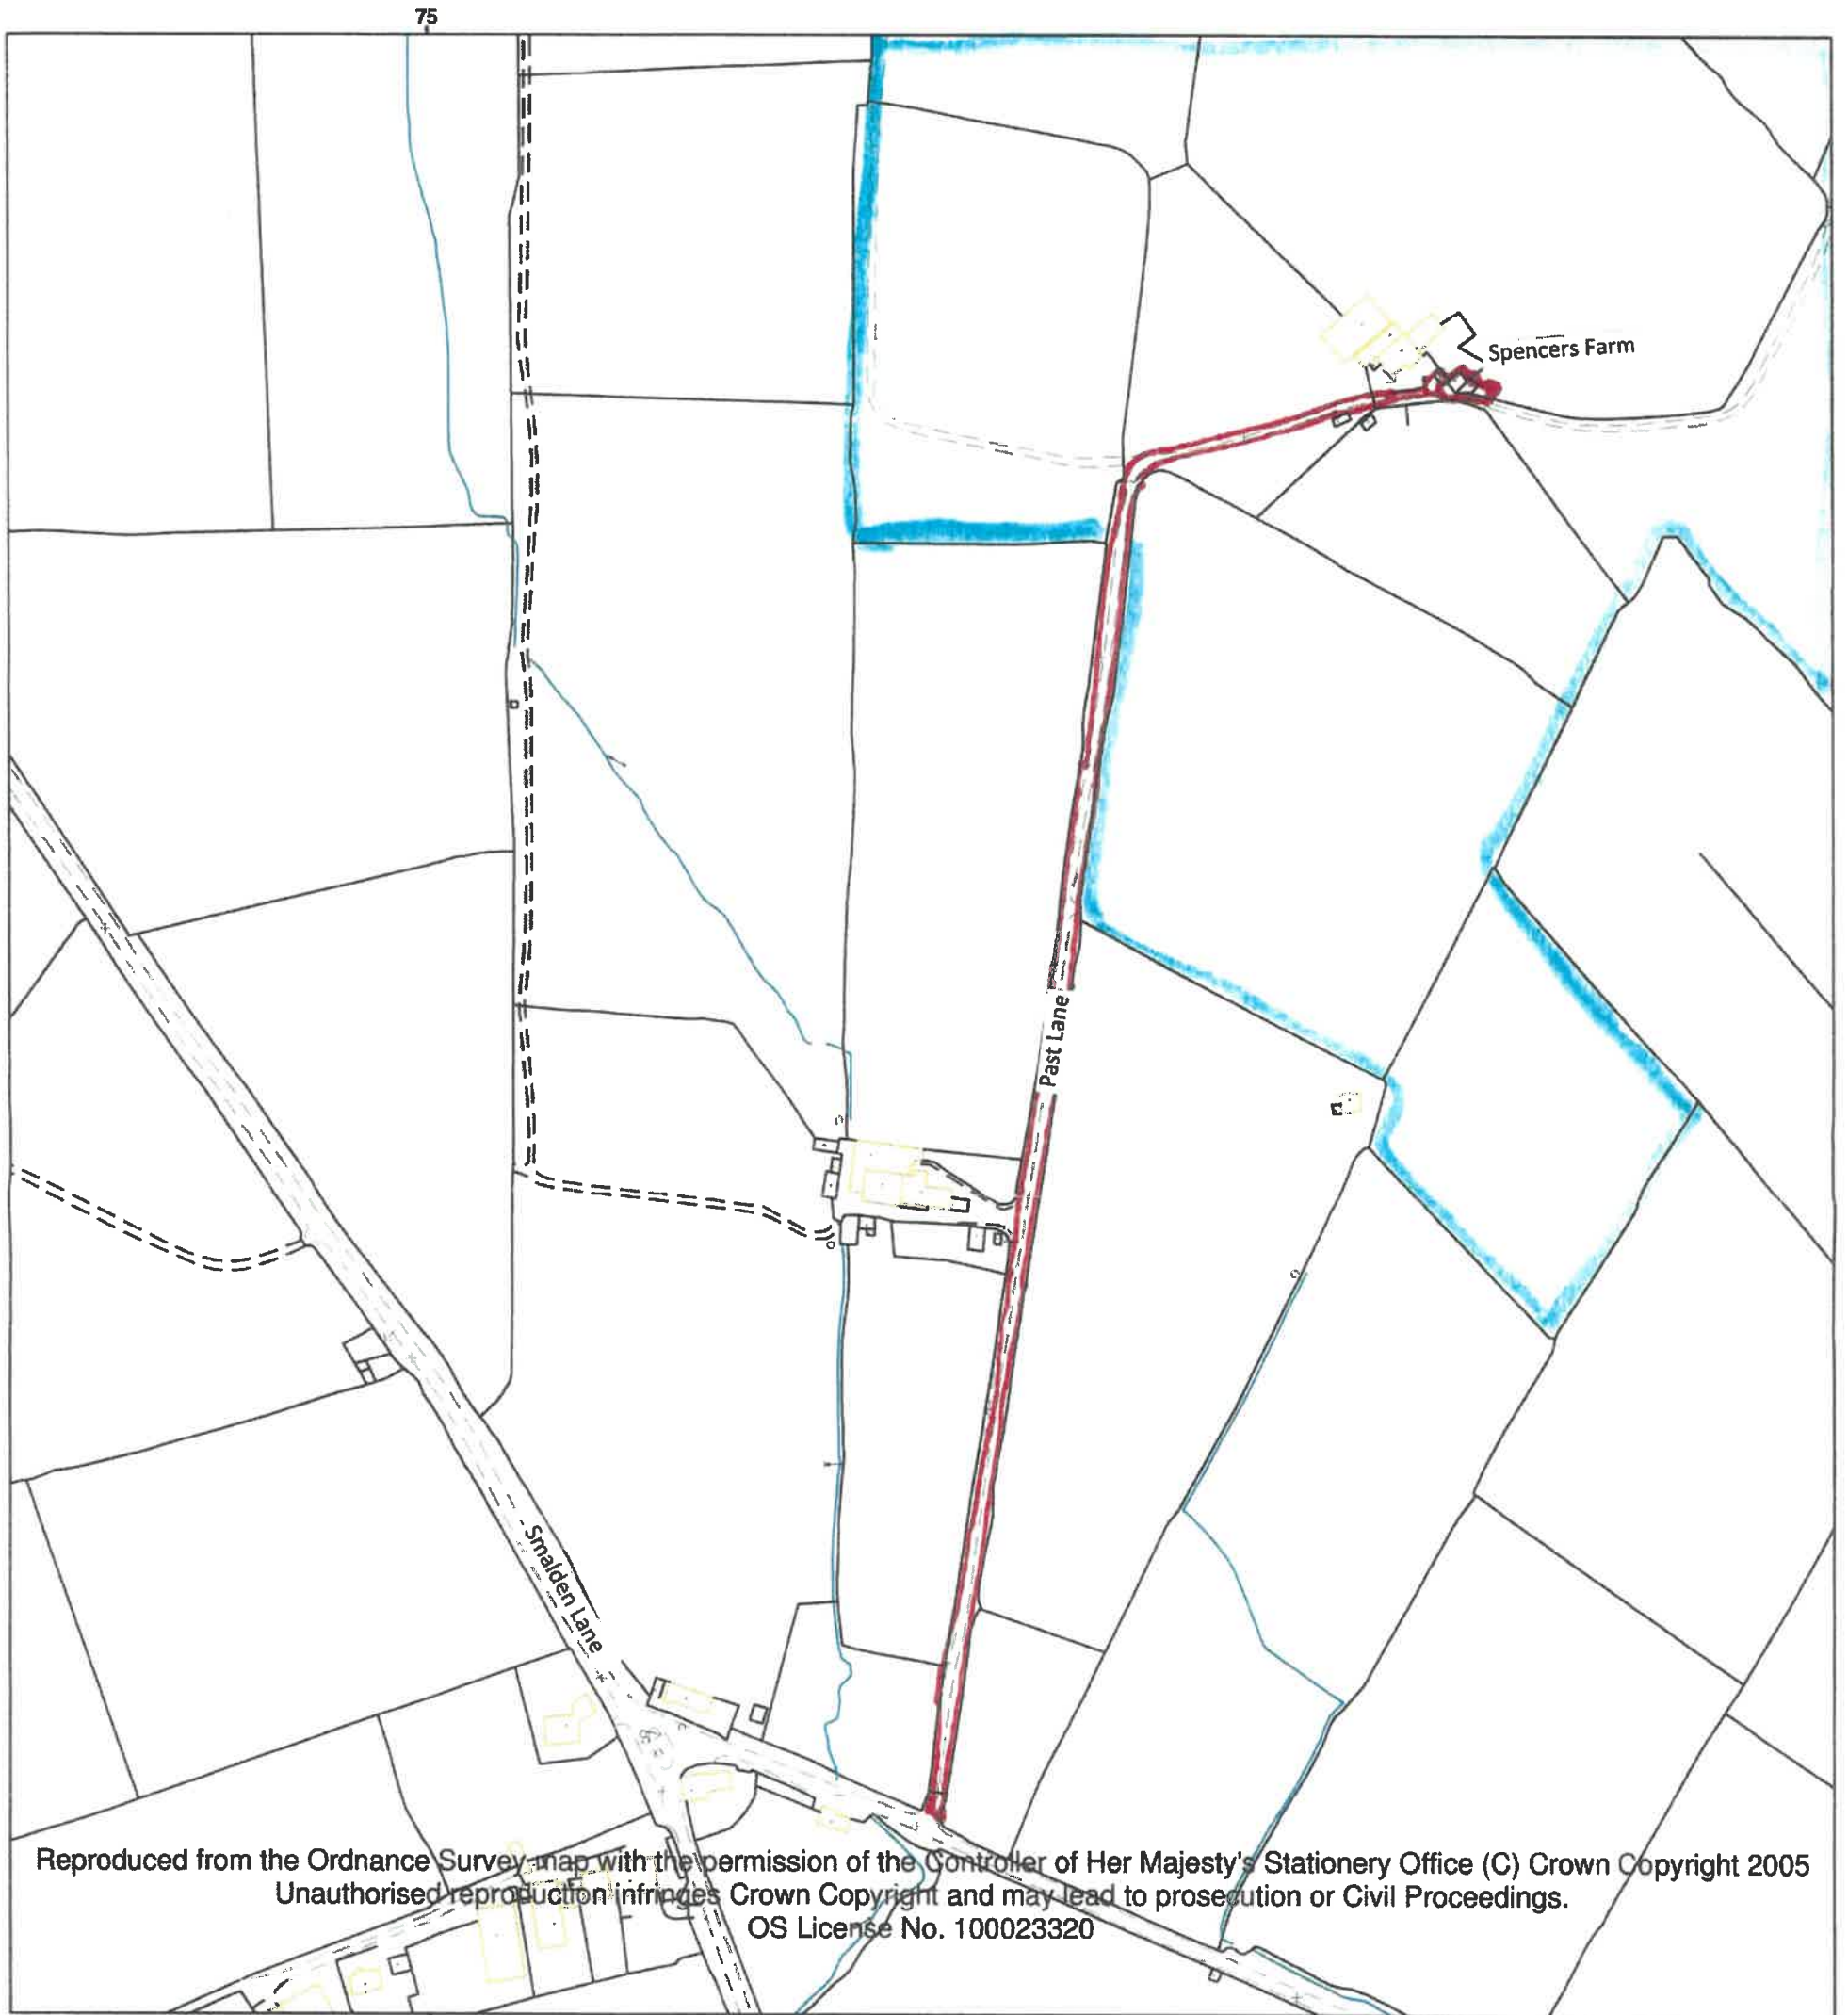 75
Spencers Farm
Past Lane
Smalden Lane
Reproduced from the Ordnance Survey map with the permission of the Controller of Her Majesty's Stationery Office (C) Crown Copyright 2005
Unauthorised reproduction infringes Crown Copyright and may lead to prosecution or Civil Proceedings.
OS License No. 100023320